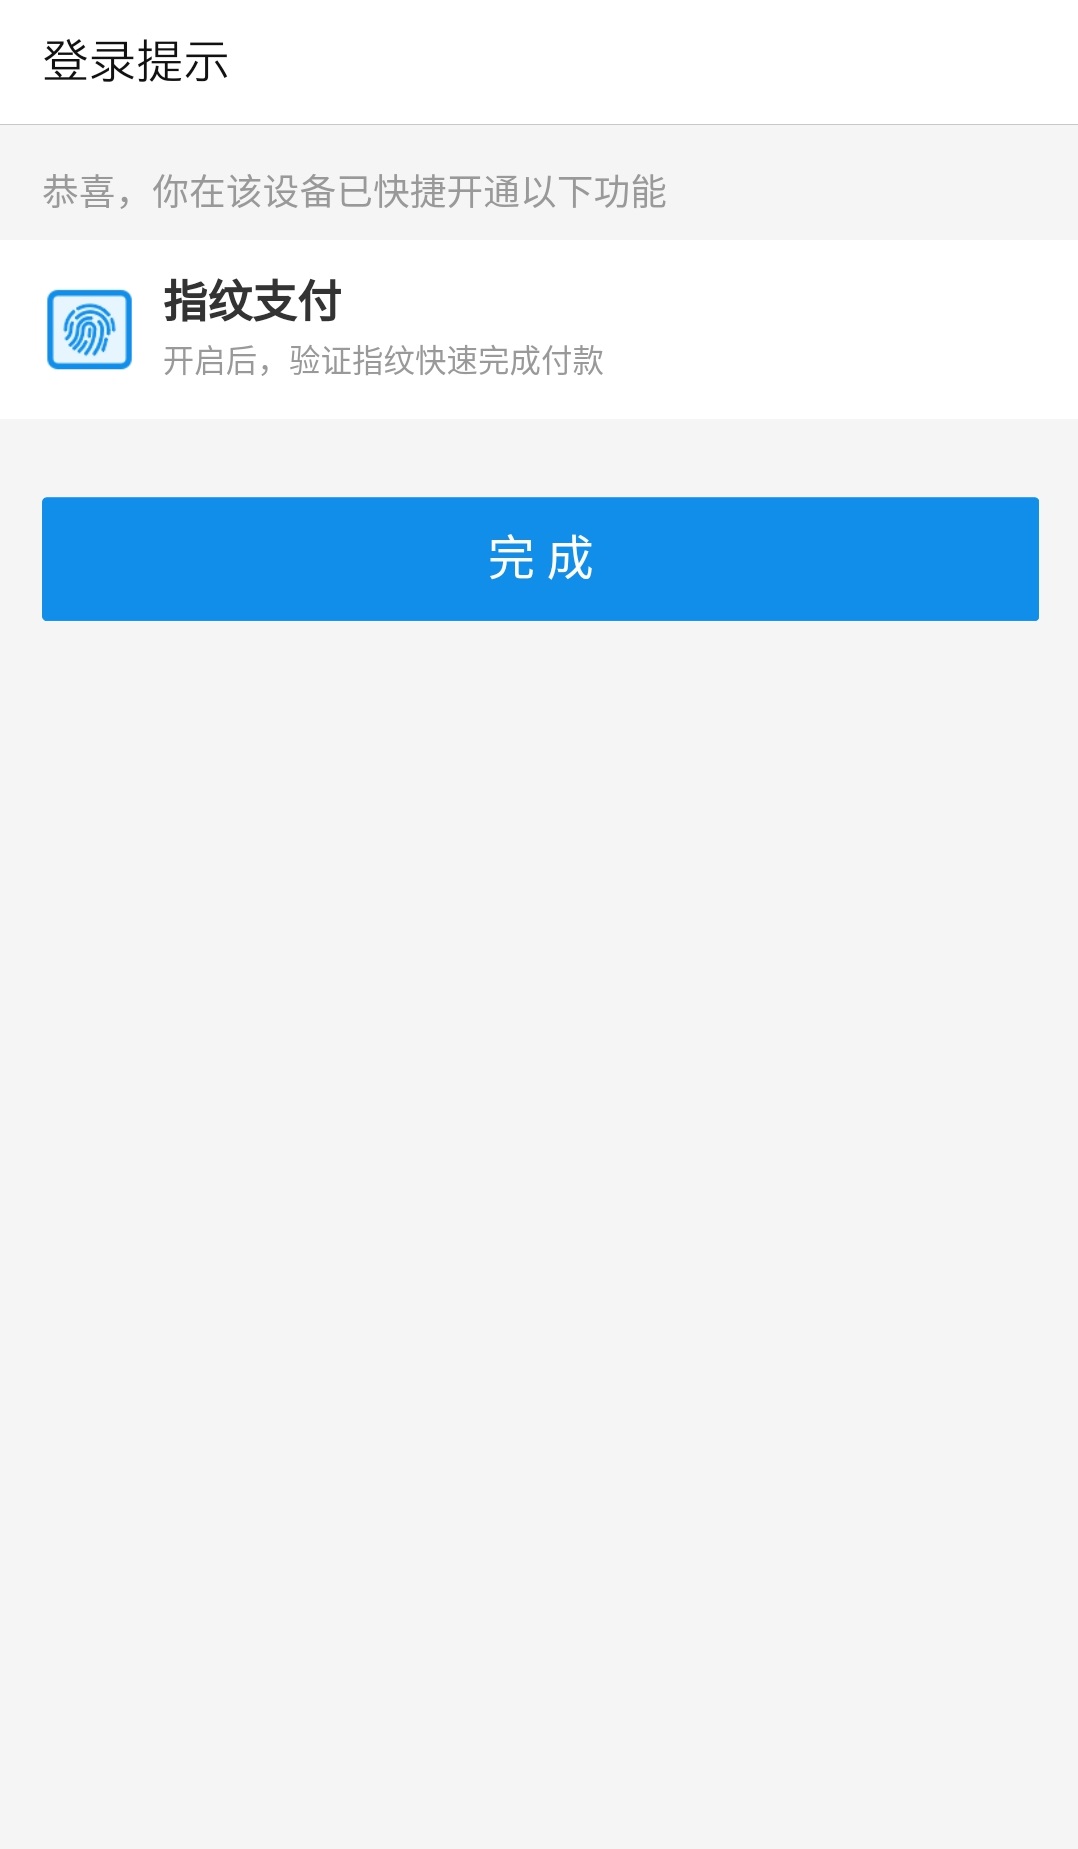 登录提示
恭喜，你在该设备已快捷开通以下功能
指纹支付
开启后，验证指纹快速完成付款
完 成